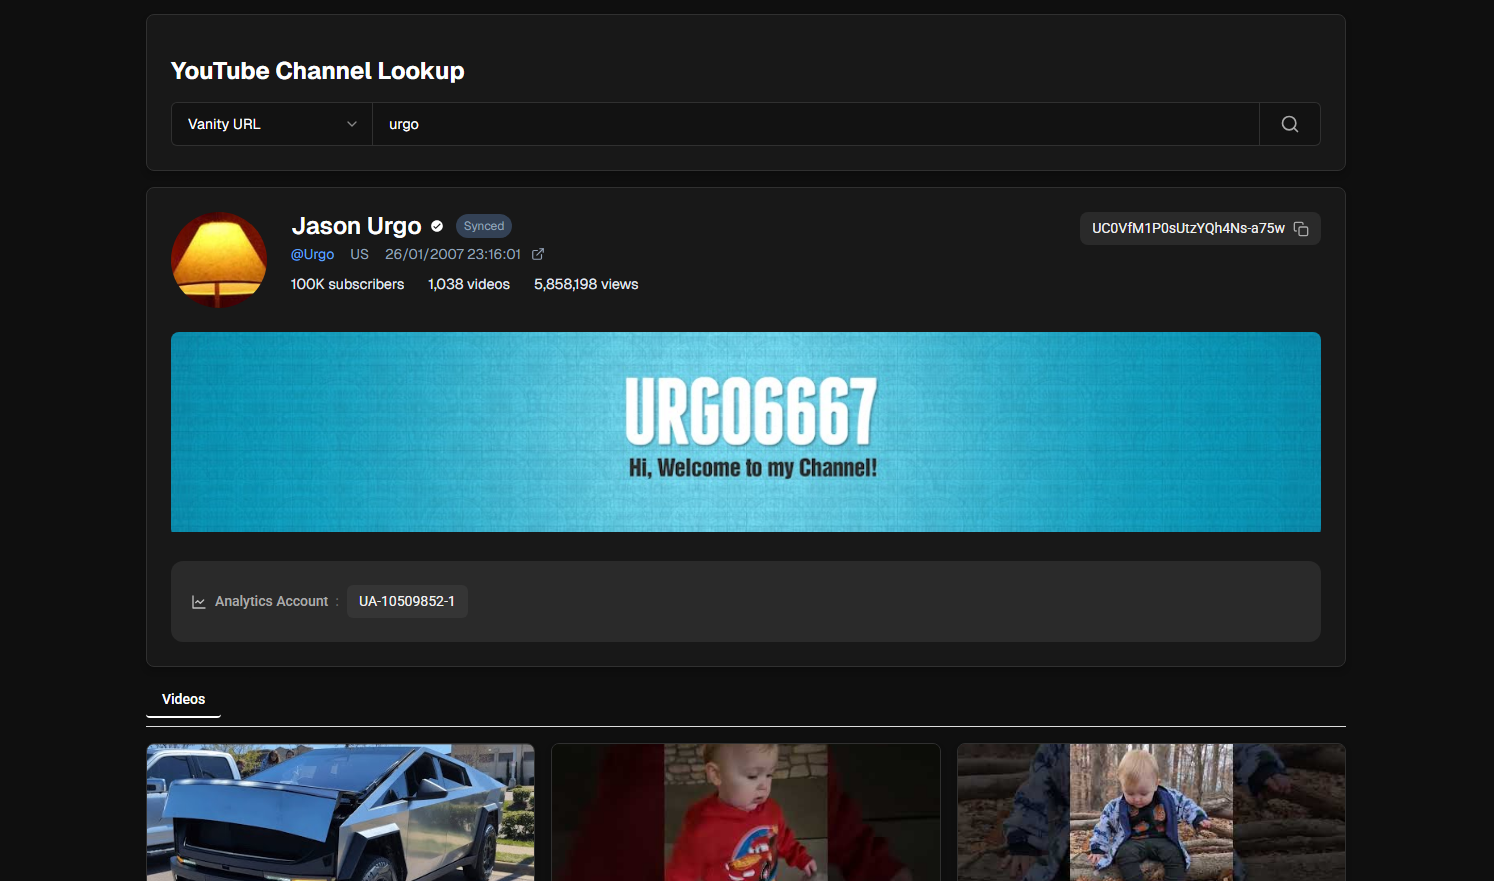 YouTube Channel Lookup
Vanity URL
urgo
Jason Urgo
Synced
UC0VfM1P0sUtzYQh4Ns-a75w
@Urgo US 26/01/2007 23:16:01
100K subscribers 1,038 videos 5,858,198 views
URGO6667
Hi, Welcome to my Channel!
Analytics Account : UA-10509852-1
Videos